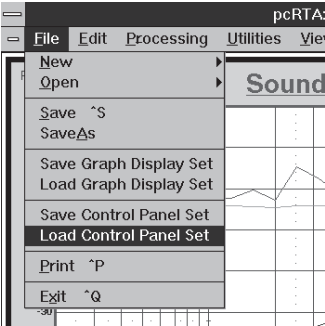 pcRTA:
File Edit Processing Utilities Vie
New
Open
Sound
Save ^S
SaveAs
Save Graph Display Set
Load Graph Display Set
Save Control Panel Set
Load Control Panel Set
Print ^P
Exit ^Q
-30